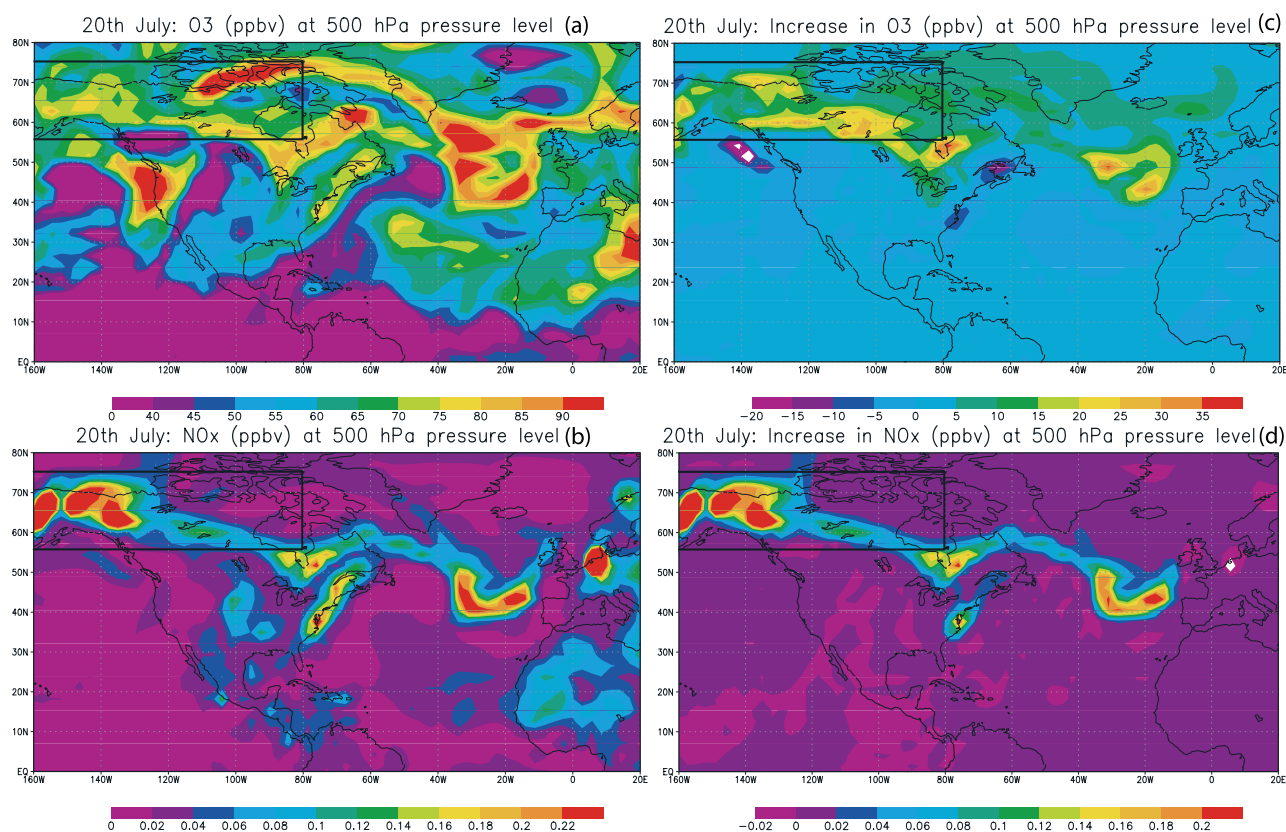 20th July: O3 (ppbv) at 500 hPa pressure level (a)
80N
70N
60N
50N
40N
30N
20N
10N
EQ
160W 140W 120W 100W 80W 60W 40W 20W 0 20E
0 40 45 50 55 60 65 70 75 80 85 90
20th July: Increase in O3 (ppbv) at 500 hPa pressure level (c)
80N
70N
60N
50N
40N
30N
20N
10N
EQ
160W 140W 120W 100W 80W 60W 40W 20W 0 20E
−20 −15 −10 −5 0 5 10 15 20 25 30 35
20th July: NOx (ppbv) at 500 hPa pressure level (b)
80N
70N
60N
50N
40N
30N
20N
10N
EQ
160W 140W 120W 100W 80W 60W 40W 20W 0 20E
0 0.02 0.04 0.06 0.08 0.1 0.12 0.14 0.16 0.18 0.2 0.22
20th July: Increase in NOx (ppbv) at 500 hPa pressure level (d)
80N
70N
60N
50N
40N
30N
20N
10N
EQ
160W 140W 120W 100W 80W 60W 40W 20W 0 20E
−0.02 0 0.02 0.04 0.06 0.08 0.1 0.12 0.14 0.16 0.18 0.2